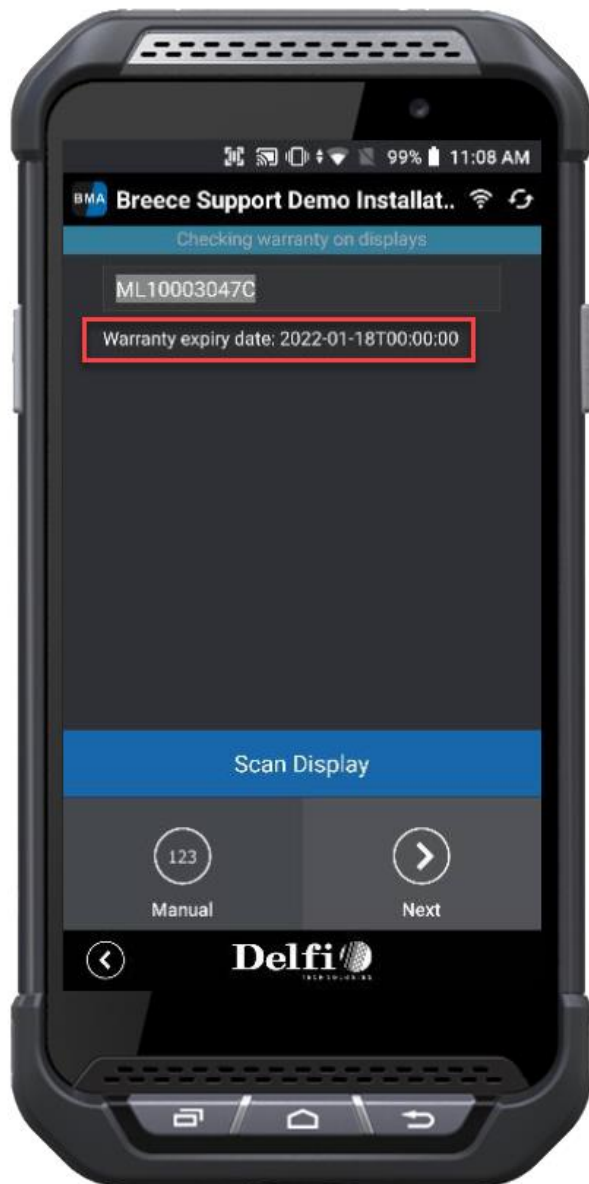 99% 11:08 AM
BMA Breece Support Demo Installat..
Checking warranty on displays
ML10003047C
Warranty expiry date: 2022-01-18T00:00:00
Scan Display
123
Manual
Next
Delfi
TECHNOLOGIES